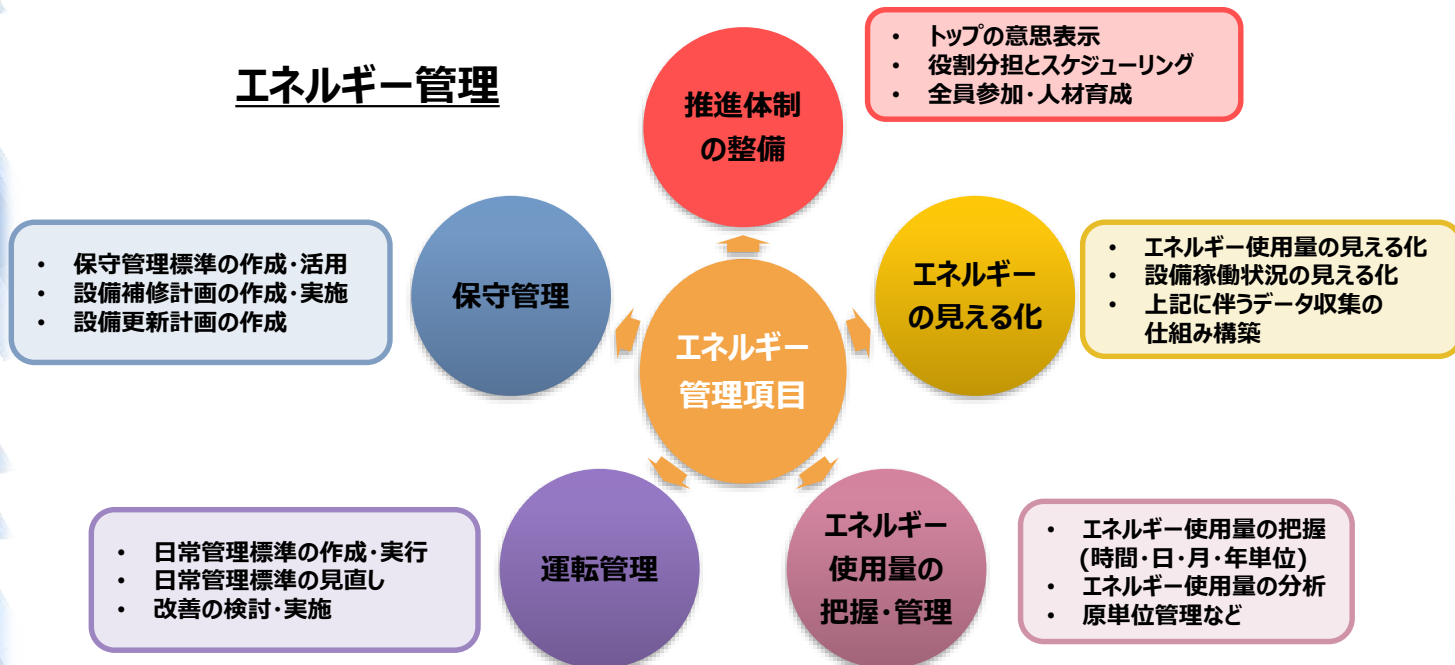 エネルギー管理
推進体制
の整備
• トップの意思表示
• 役割分担とスケジューリング
• 全員参加・人材育成
エネルギー
の見える化
• エネルギー使用量の見える化
• 設備稼働状況の見える化
• 上記に伴うデータ収集の
仕組み構築
保守管理
• 保守管理標準の作成・活用
• 設備補修計画の作成・実施
• 設備更新計画の作成
エネルギー
管理項目
運転管理
• 日常管理標準の作成・実行
• 日常管理標準の見直し
• 改善の検討・実施
エネルギー
使用量の
把握・管理
• エネルギー使用量の把握
(時間・日・月・年単位)
• エネルギー使用量の分析
• 原単位管理など